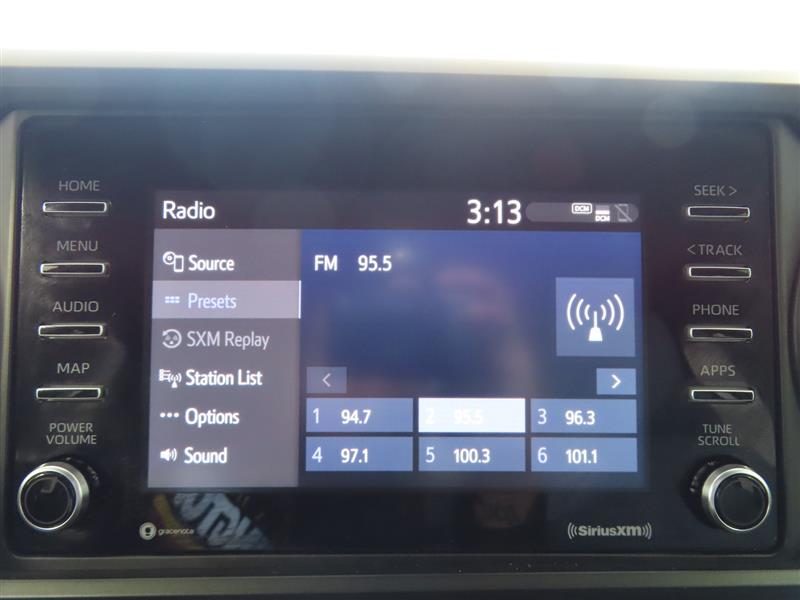 HOME
MENU
AUDIO
MAP
POWER
VOLUME
Radio
3:13
DCM
DCM
Source
Presets
SXM Replay
Station List
Options
Sound
FM 95.5
< >
1 94.7 2 95.5 3 96.3
4 97.1 5 100.3 6 101.1
SEEK >
< TRACK
PHONE
APPS
TUNE
SCROLL
gracenote
SiriusXM